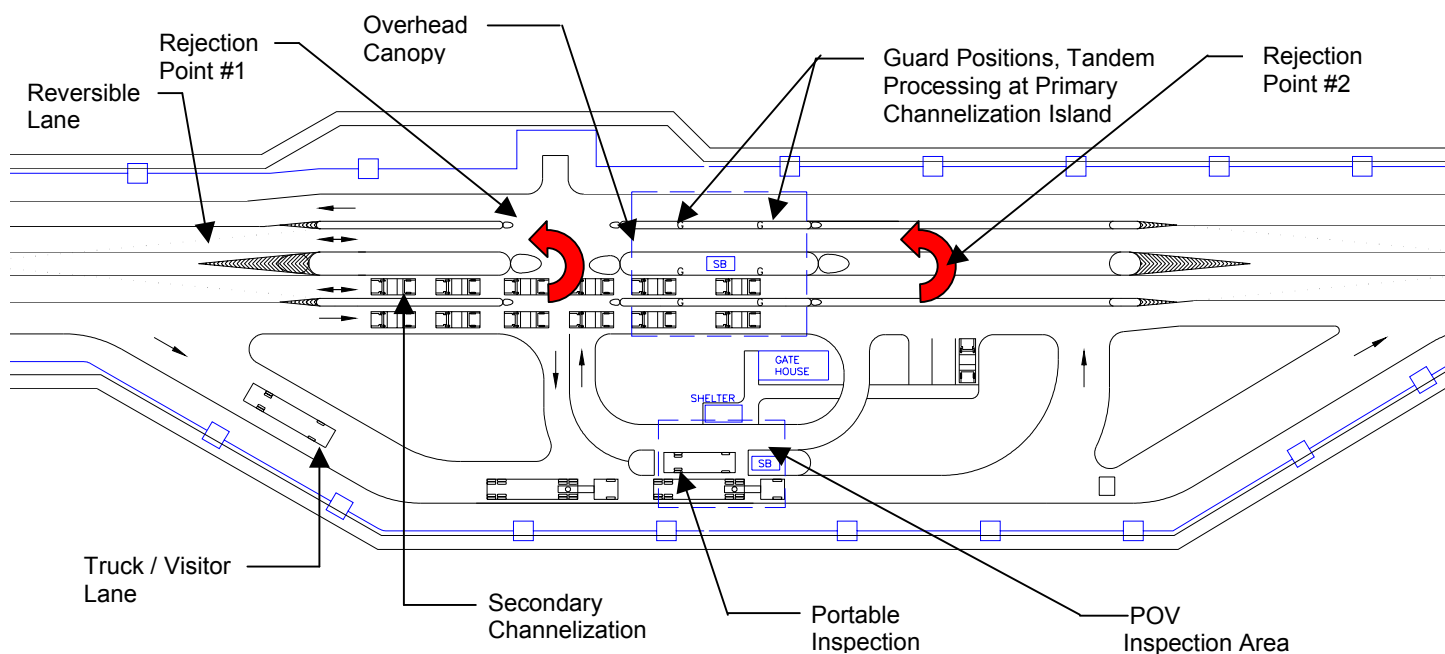 Overhead
Canopy
Rejection
Point #1
Reversible
Lane
Guard Positions, Tandem
Processing at Primary
Channelization Island
Rejection
Point #2
G
G
G
SB
G
G
G
GATE
HOUSE
SHELTER
SB
Truck / Visitor
Lane
Secondary
Channelization
Portable
Inspection
POV
Inspection Area